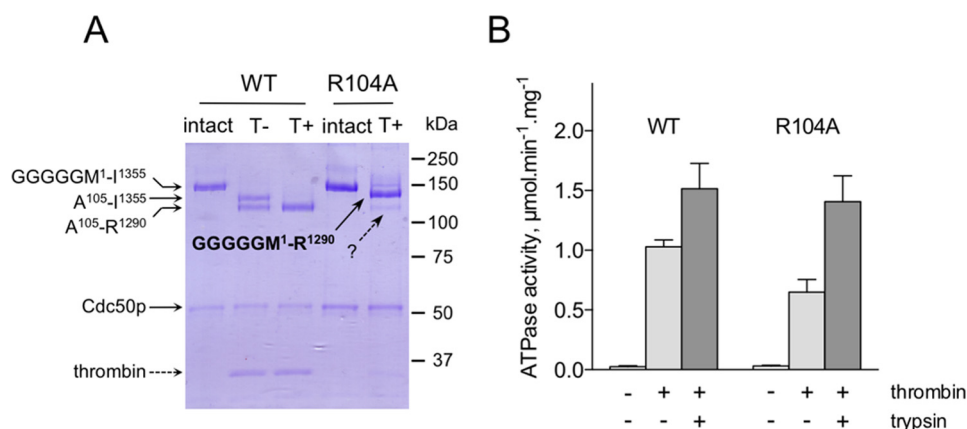 A
WT
R104A
intact T- T+ intact T+ kDa
GGGGGM¹-I¹³⁵⁵
A¹⁰⁵-I¹³⁵⁵
A¹⁰⁵-R¹²⁹⁰
GGGGGM¹-R¹²⁹⁰
?
Cdc50p
thrombin
250
150
100
75
50
37
B
ATPase activity, μmol.min⁻¹.mg⁻¹
2.0
1.5
1.0
0.5
0.0
WT
R104A
- + + - + + thrombin
+ + trypsin